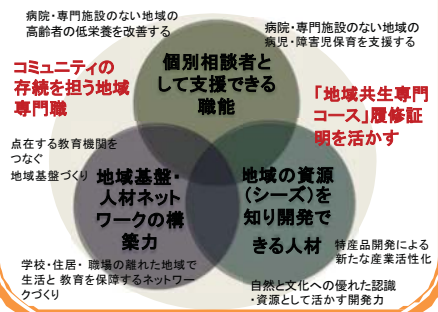 病院・専門施設のない地域の
高齢者の低栄養を改善する
病院・専門施設のない地域の
病児・障害児保育を支援する
個別相談者と
して支援できる
職能
コミュニティの
存続を担う地域
専門職
「地域共生専門
コース」履修証
明を活かす
点在する教育機関を
つなぐ
地域基盤づくり
地域基盤・
人材ネット
ワークの構
築力
地域の資源
（シーズ）を
知り開発で
きる人材
特産品開発による
新たな産業活性化
学校・住居・ 職場の離れた地域で
生活と 教育を保障するネットワー
クづくり
自然と文化への優れた認識
・資源として活かす開発力